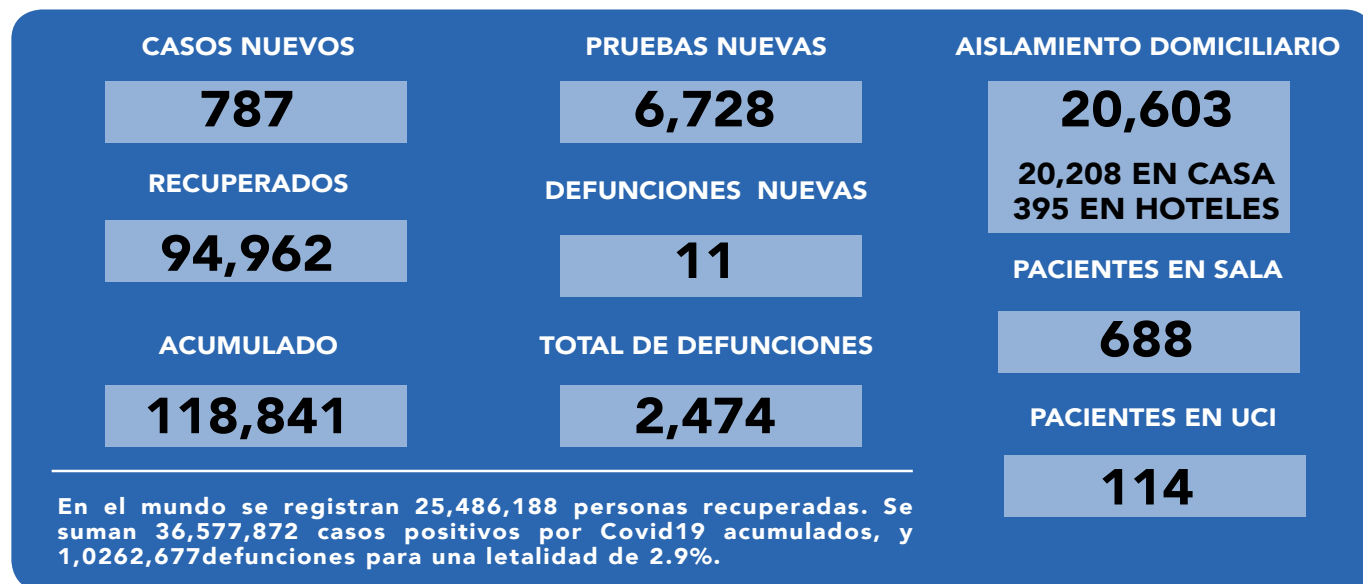 CASOS NUEVOS
787
RECUPERADOS
94,962
ACUMULADO
118,841
PRUEBAS NUEVAS
6,728
DEFUNCIONES NUEVAS
11
TOTAL DE DEFUNCIONES
2,474
AISLAMIENTO DOMICILIARIO
20,603
20,208 EN CASA
395 EN HOTELES
PACIENTES EN SALA
688
PACIENTES EN UCI
114
En el mundo se registran 25,486,188 personas recuperadas. Se
suman 36,577,872 casos positivos por Covid19 acumulados, y
1,0262,677defunciones para una letalidad de 2.9%.